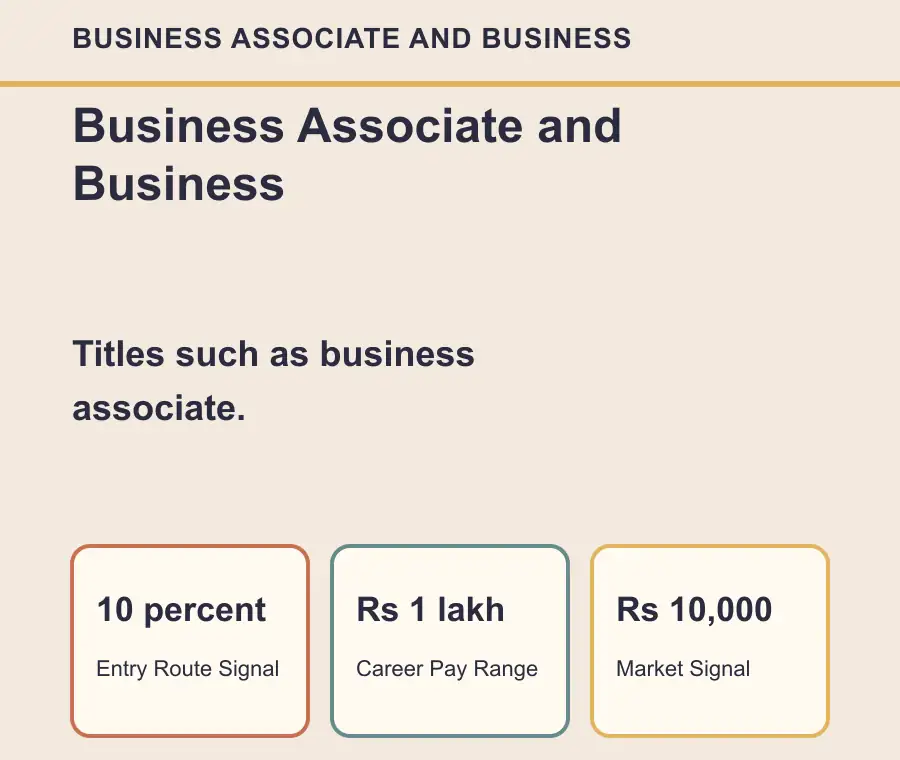 BUSINESS ASSOCIATE AND BUSINESS
Business Associate and
Business
Titles such as business
associate.
10 percent
Entry Route Signal
Rs 1 lakh
Career Pay Range
Rs 10,000
Market Signal